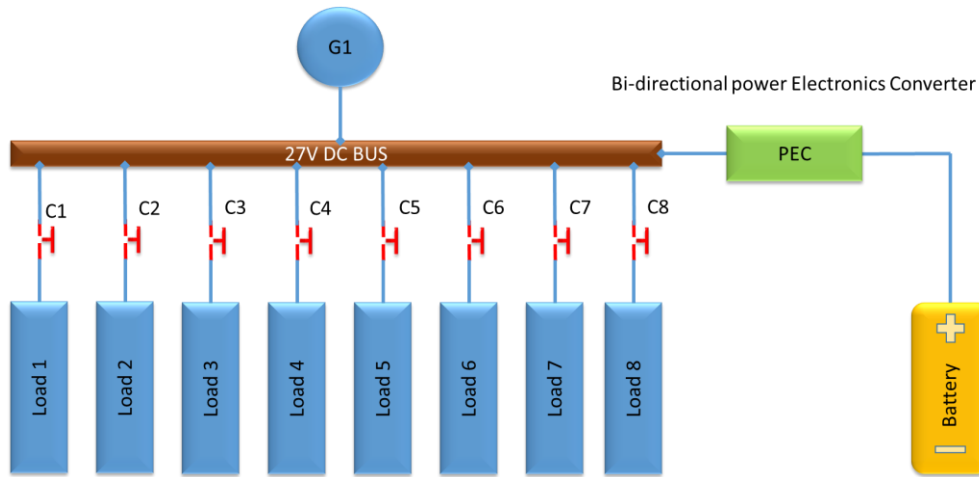 G1
Bi-directional power Electronics Converter
27V DC BUS
PEC
C1
C2
C3
C4
C5
C6
C7
C8
Load 1
Load 2
Load 3
Load 4
Load 5
Load 6
Load 7
Load 8
Battery